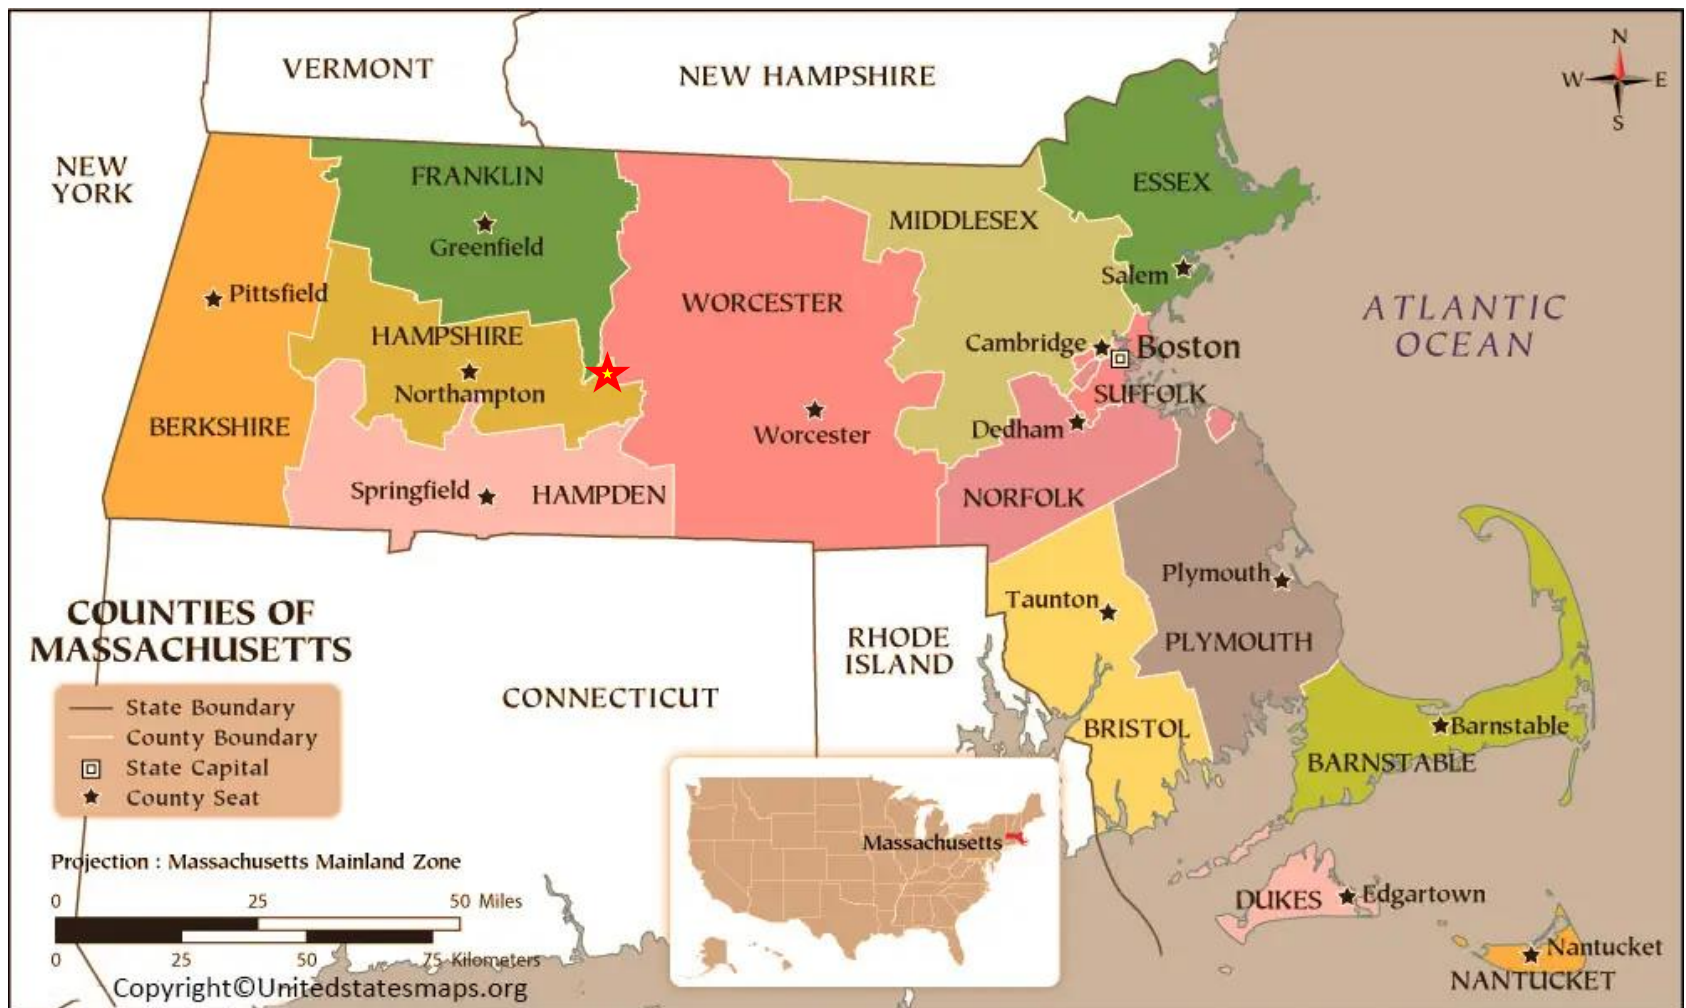 VERMONT
NEW HAMPSHIRE
N
W E
S
NEW
YORK
FRANKLIN
Greenfield
ESSEX
MIDDLESEX
Salem
Pittsfield
WORCESTER
ATLANTIC
OCEAN
HAMPSHIRE
Northampton
Cambridge
Boston
SUFFOLK
BERKSHIRE
Worcester
Dedham
Springfield
HAMPDEN
NORFOLK
Plymouth
Taunton
PLYMOUTH
RHODE
ISLAND
CONNECTICUT
BRISTOL
Barnstable
BARNSTABLE
COUNTIES OF
MASSACHUSETTS
State Boundary
County Boundary
State Capital
County Seat
Massachusetts
Projection : Massachusetts Mainland Zone
0 25 50 Miles
0 25 50 75 Kilometers
DUKES
Edgartown
Nantucket
NANTUCKET
Copyright©Unitedstatesmaps.org